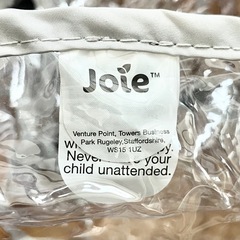 Joie™
Venture Point, Towers Business
Park Rugeley, Staffordshire,
WS15 1UZ
Never your
child unattended.